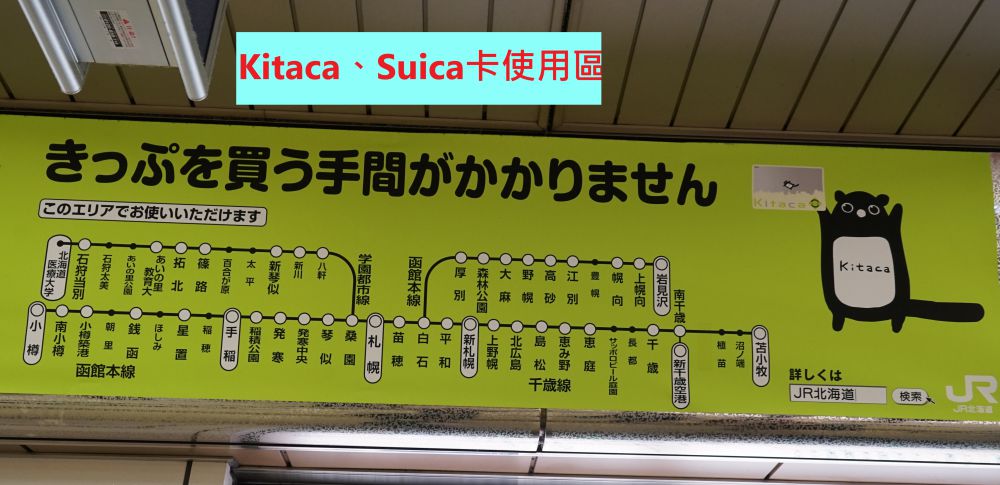 Kitaca、Suica卡使用區
きっぷを買う手間がかかりません
このエリアでお使いいただけます
Kitaca
Kitaca
北海道医療大学
石狩当別
石狩太美
あいの里公園
あいの里教育大
拓北
篠路
百合が原
太平
新琴似
新川
八軒
学園都市線
函館本線
厚別
森林公園
大麻
野幌
高砂
江別
豊幌
幌向
上幌向
岩見沢
小樽
南小樽
小樽築港
朝里
銭函
ほしみ
星置
稲穂
手稲
稲積公園
発寒
発寒中央
琴似
桑園
札幌
苗穂
白石
平和
新札幌
上野幌
北広島
島松
恵み野
恵庭
サッポロビール庭園
長都
千歳
南千歳
新千歳空港
植苗
沼ノ端
苫小牧
函館本線
千歳線
詳しくは
JR北海道
検索
JR
JR北海道